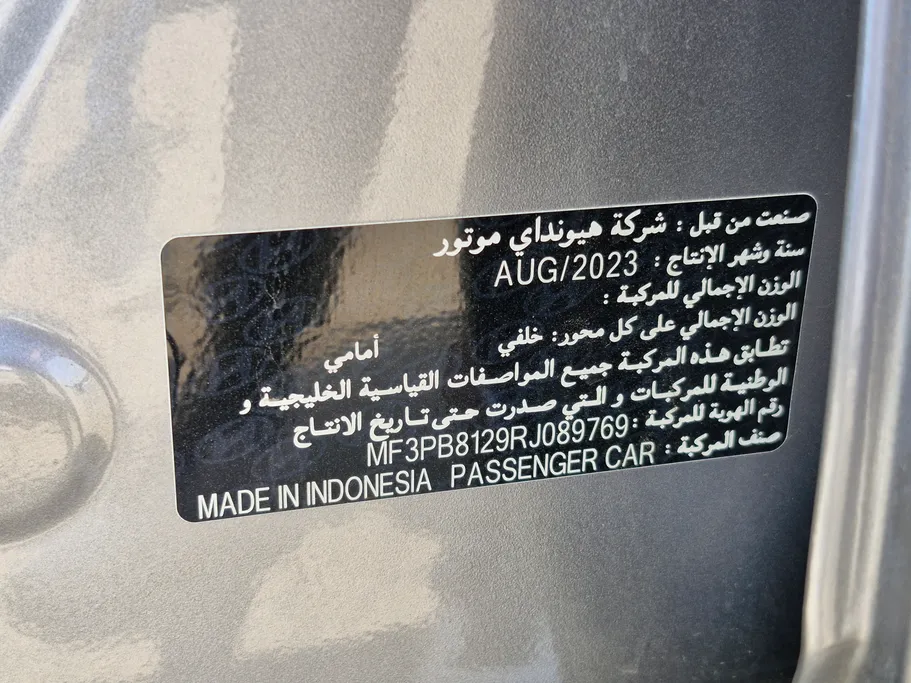 صنعت من قبل : شركة هيونداي موتور
سنة وشهر الإنتاج : AUG/2023
الوزن الإجمالي للمركبة :
الوزن الإجمالي على كل محور: خلفي أمامي
تطابق هذه المركبة جميع المواصفات القياسية الخليجية و
الوطنية للمركبات و التي صدرت حتى تاريخ الانتاج
رقم الهوية للمركبة : MF3PB8129RJ089769
صنف المركبة : MADE IN INDONESIA PASSENGER CAR